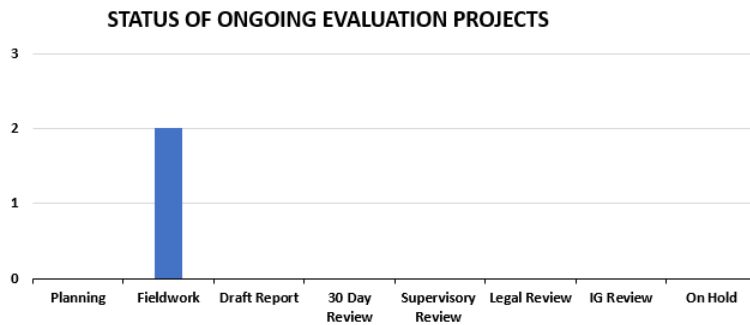 STATUS OF ONGOING EVALUATION PROJECTS
3
2
1
0
Planning
Fieldwork
Draft Report
30 Day
Review
Supervisory
Review
Legal Review
IG Review
On Hold